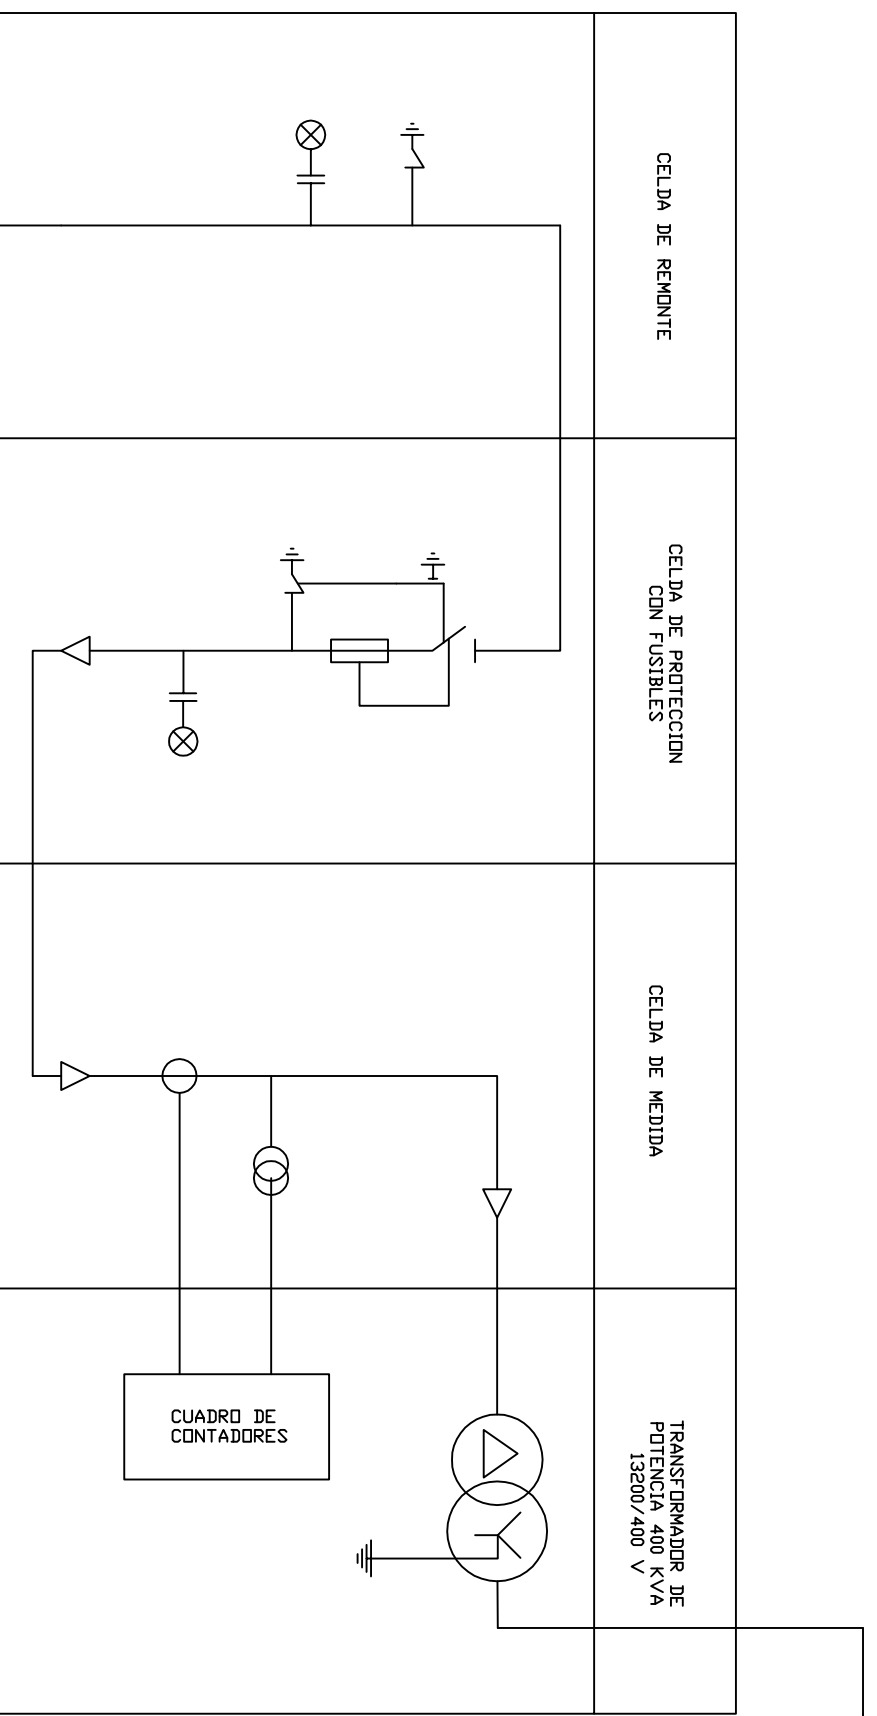 CELDA DE REMONTE
CELDA DE PROTECCION
CON FUSIBLES
CELDA DE MEDIDA
CUADRO DE
CONTADORES
TRANSFORMADOR DE
POTENCIA 400 KVA
13200/400 V